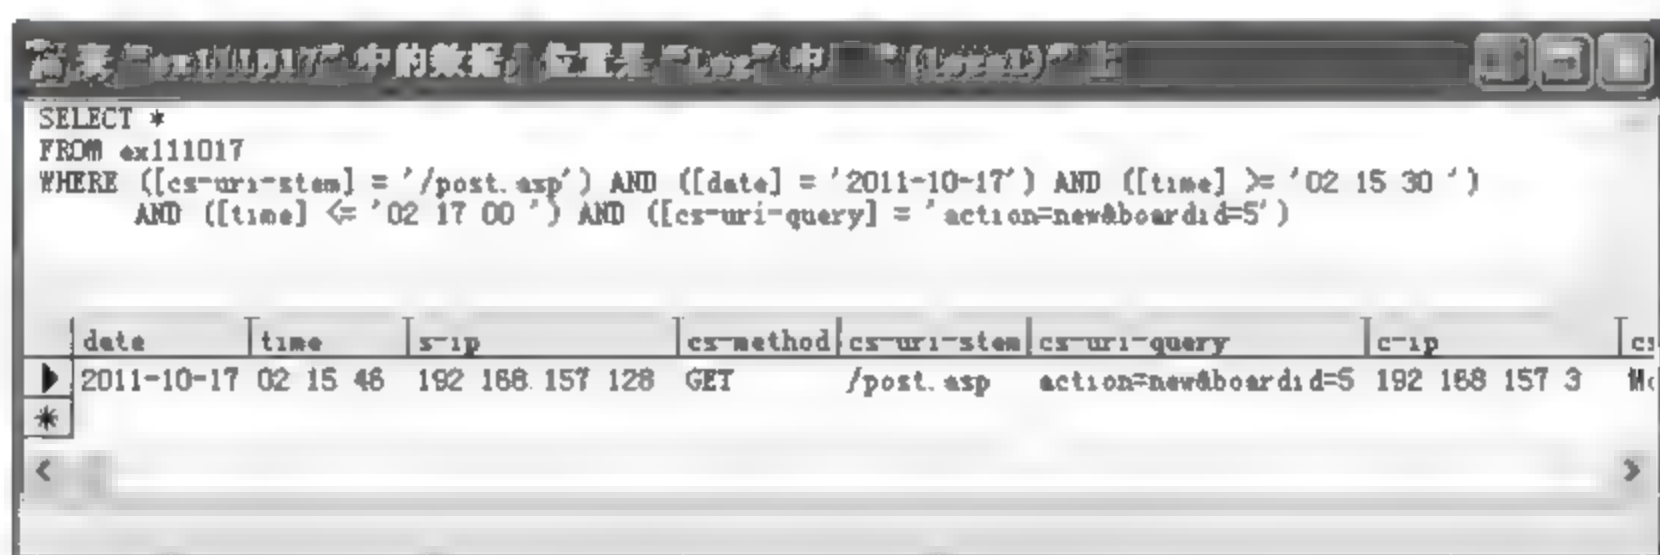 中的数据
SELECT *
FROM ex111017
WHERE ([cs-uri-stem] = '/post.asp') AND ([date] = '2011-10-17') AND ([time] >= '02 15 30 ')
AND ([time] <= '02 17 00 ') AND ([cs-uri-query] = 'action=new&boardid=5')
date time s-ip cs-method cs-uri-stem cs-uri-query c-ip
2011-10-17 02 15 46 192 168 157 128 GET /post.asp action=new&boardid=5 192 168 157 3
*